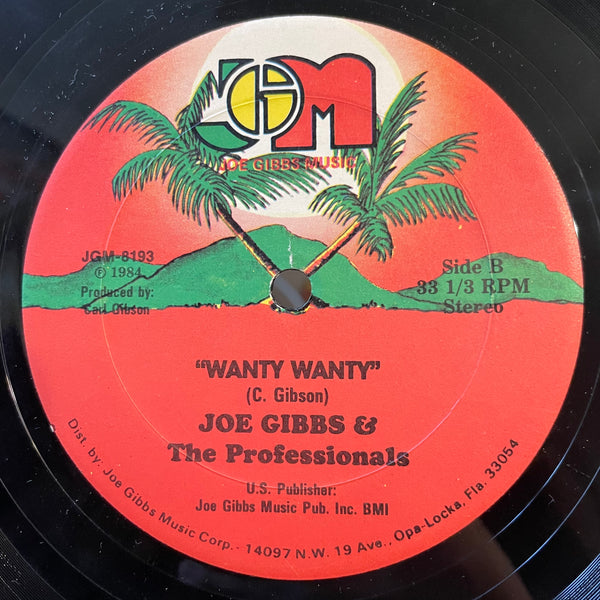 JGM
JOE GIBBS MUSIC
JGM-8193
℗ 1984
Produced by:
Carl Gibson
Side B
33 1/3 RPM
Stereo
"WANTY WANTY"
(C. Gibson)
JOE GIBBS &
The Professionals
U.S. Publisher:
Joe Gibbs Music Pub. Inc. BMI
Dist. by: Joe Gibbs Music Corp. - 14097 N.W. 19 Ave., Opa-Locka, Fla. 33054